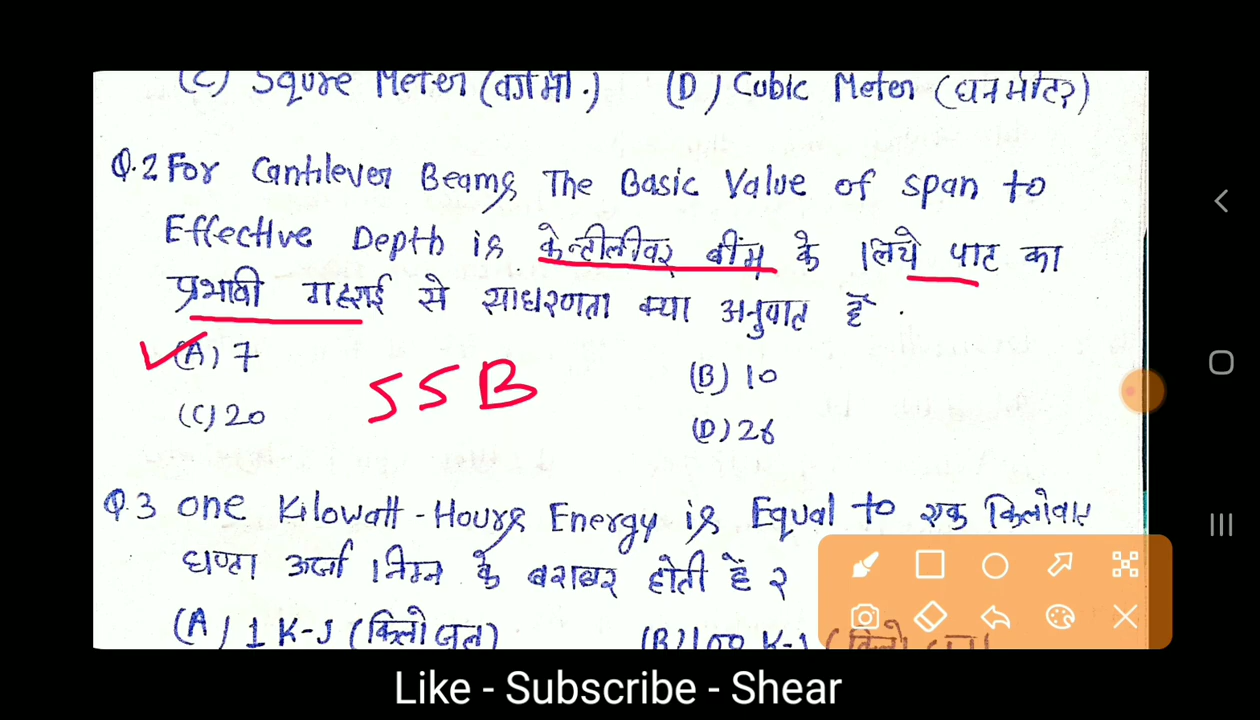 (C) Squre Meter (वर्ग मी.) (D) Cubic Meter (घन मीटर)
Q.2 For Cantilever Beams The Basic Value of span to
Effective Depth is केन्टीलीवर बीम के लिये पाट का
प्रभावी गहराई से साधरणता क्या अनुपात हैं.
(A) 7
(B) 10
SSB
(C) 20
(D) 26
Q.3 one Kilowatt-Hours Energy is Equal to एक किलोवाट
घण्टा ऊर्जा निम्न के बराबर होती हैं?
(A) 1 K-J (किलो जूल)
(B) 100 K-J (किलो जूल)
Like - Subscribe - Shear